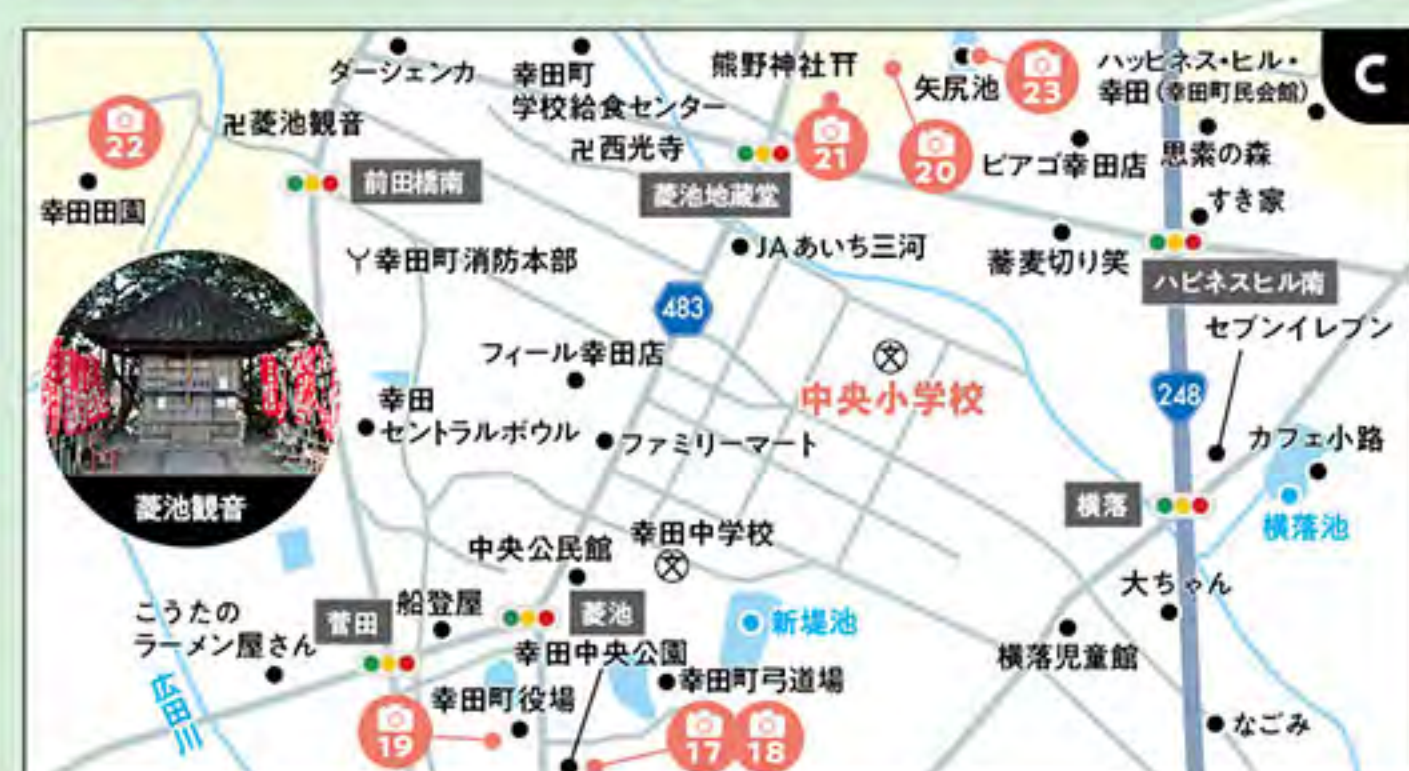 C
ダーシェンカ
幸田町
学校給食センター
熊野神社
矢尻池
23
ハッピネス・ヒル・
幸田(幸田町民会館)
22
卍菱池観音
卍西光寺
21
20
ピアゴ幸田店
思索の森
幸田田園
前田橋南
菱池地蔵堂
すき家
幸田町消防本部
JAあいち三河
蕎麦切り笑
ハピネスヒル南
483
セブンイレブン
フィール幸田店
中央小学校
248
幸田
セントラルボウル
ファミリーマート
カフェ小路
菱池観音
横落
横落池
中央公民館
幸田中学校
大ちゃん
こうたの
ラーメン屋さん
菅田
船登屋
菱池
新堤池
幸田中央公園
横落児童館
広田川
幸田町役場
幸田町弓道場
19
17
18
なごみ